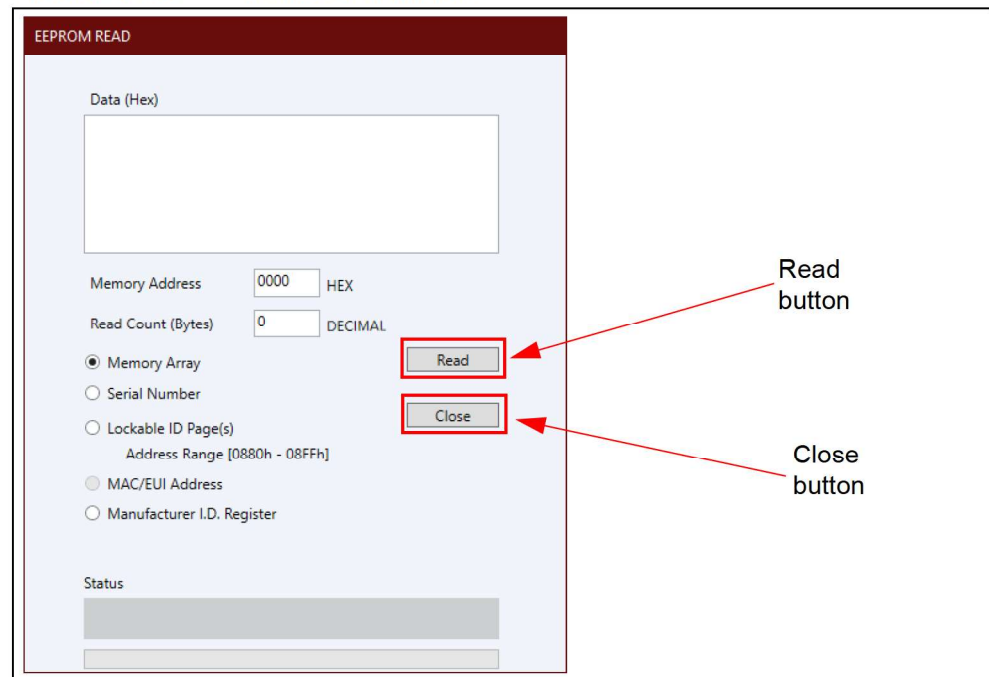 EEPROM READ
Data (Hex)
Memory Address 0000 HEX
Read Count (Bytes) 0 DECIMAL
Memory Array
Read
Serial Number
Close
Lockable ID Page(s)
Address Range [0880h - 08FFh]
MAC/EUI Address
Manufacturer I.D. Register
Status
Read
button
Close
button